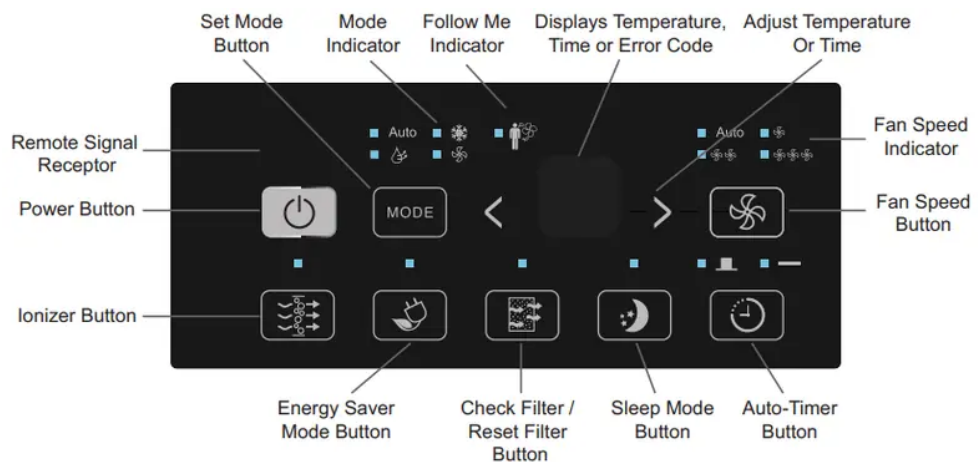 Set Mode
Button
Mode
Indicator
Follow Me
Indicator
Displays Temperature,
Time or Error Code
Adjust Temperature
Or Time
Remote Signal
Receptor
Auto
Auto
Fan Speed
Indicator
Power Button
MODE
Fan Speed
Button
Ionizer Button
Energy Saver
Mode Button
Check Filter /
Reset Filter
Button
Sleep Mode
Button
Auto-Timer
Button